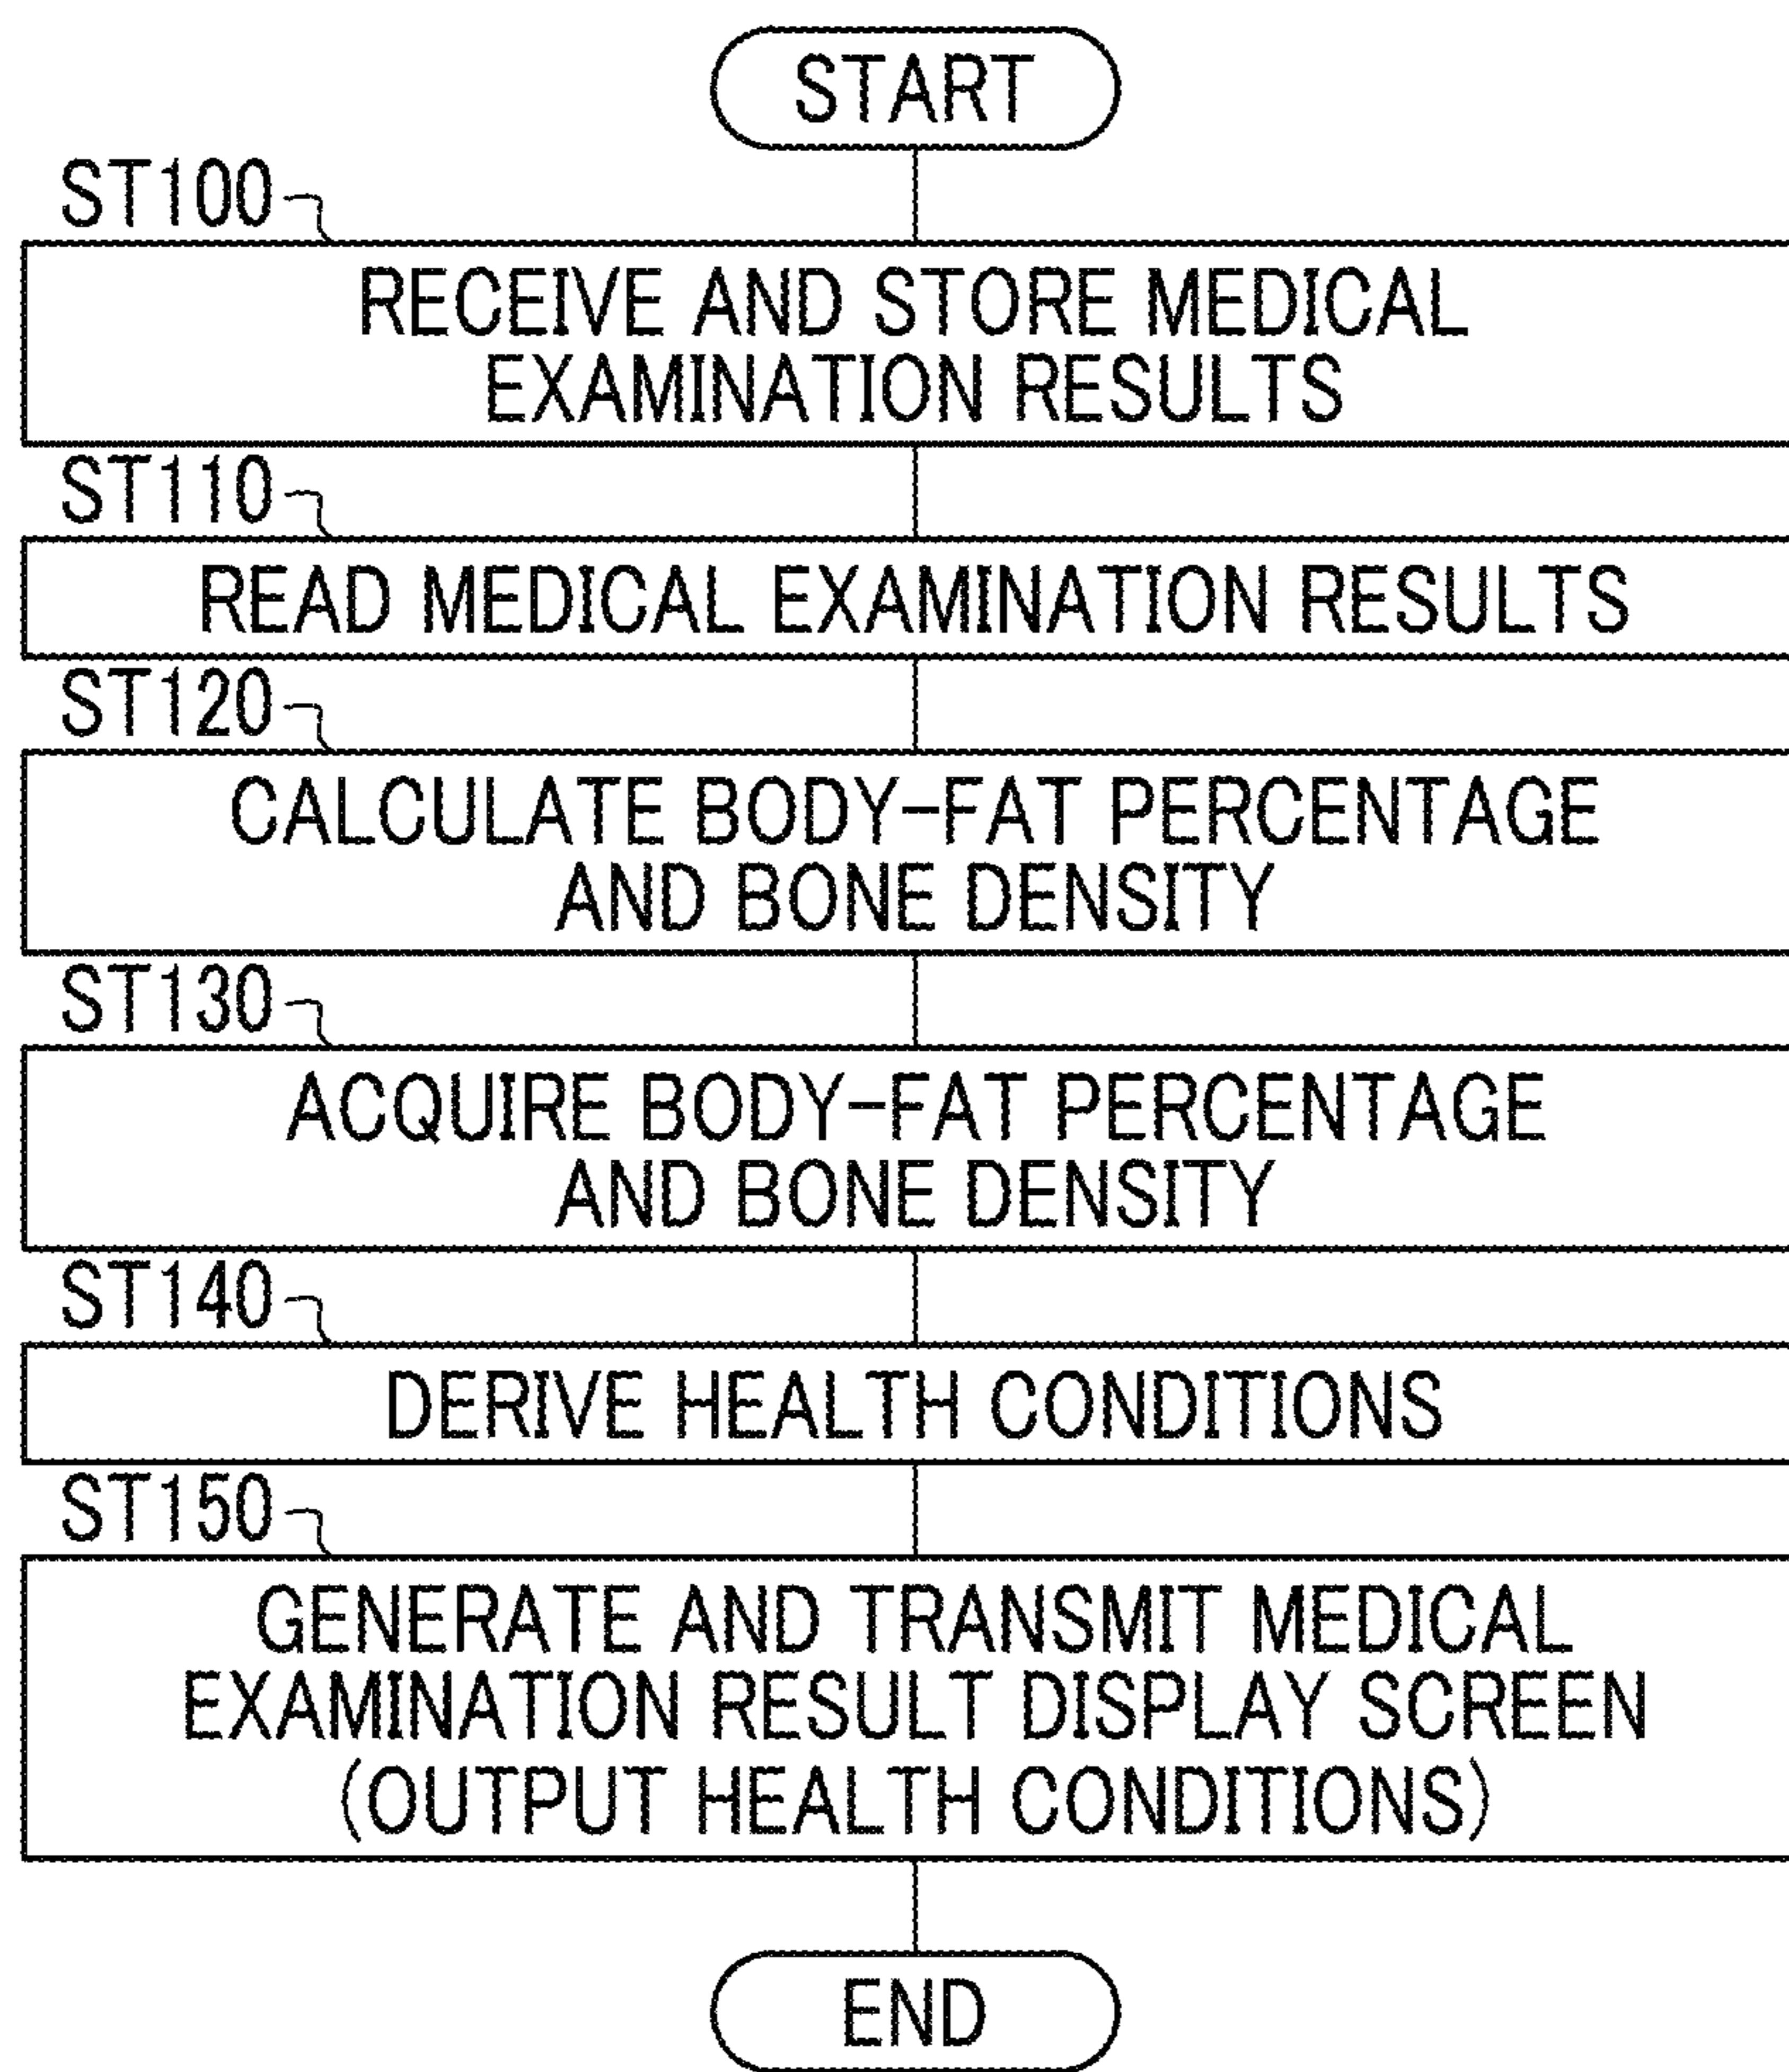 START
ST100
RECEIVE AND STORE MEDICAL
EXAMINATION RESULTS
ST110
READ MEDICAL EXAMINATION RESULTS
ST120
CALCULATE BODY-FAT PERCENTAGE
AND BONE DENSITY
ST130
ACQUIRE BODY-FAT PERCENTAGE
AND BONE DENSITY
ST140
DERIVE HEALTH CONDITIONS
ST150
GENERATE AND TRANSMIT MEDICAL
EXAMINATION RESULT DISPLAY SCREEN
(OUTPUT HEALTH CONDITIONS)
END